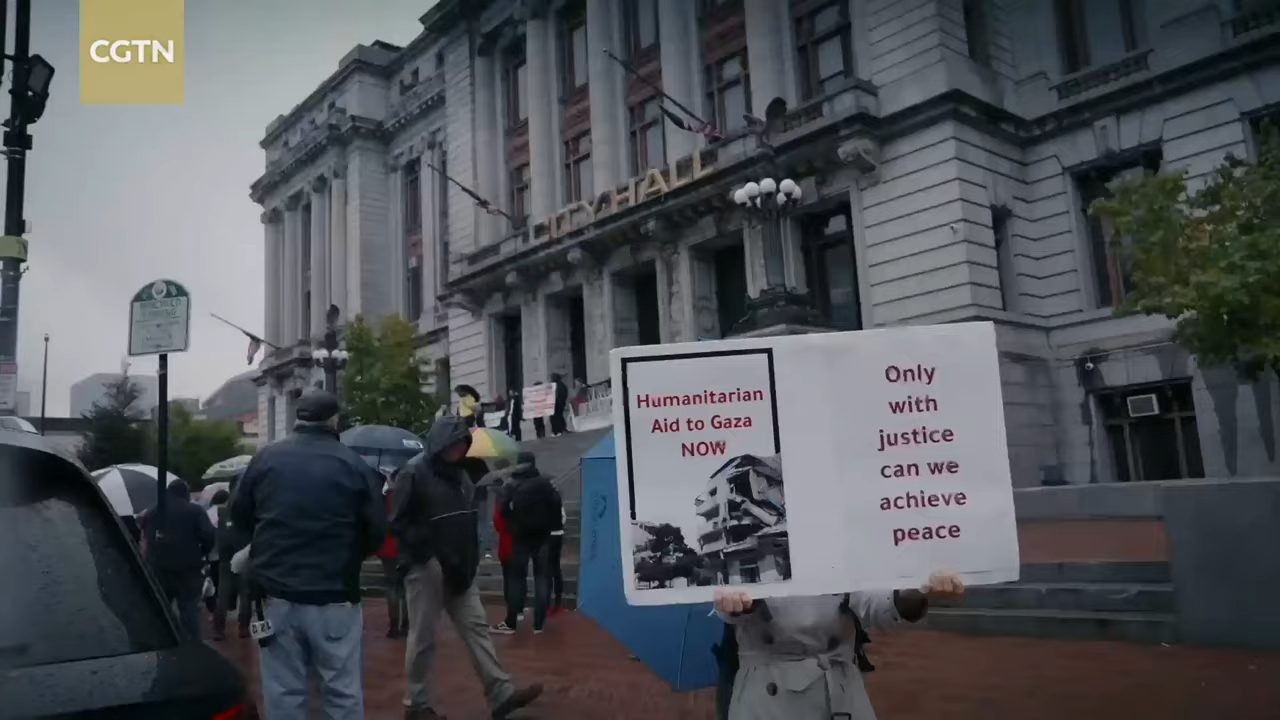 CGTN
CITY HALL
Humanitarian
Aid to Gaza
NOW
Only
with
justice
can we
achieve
peace